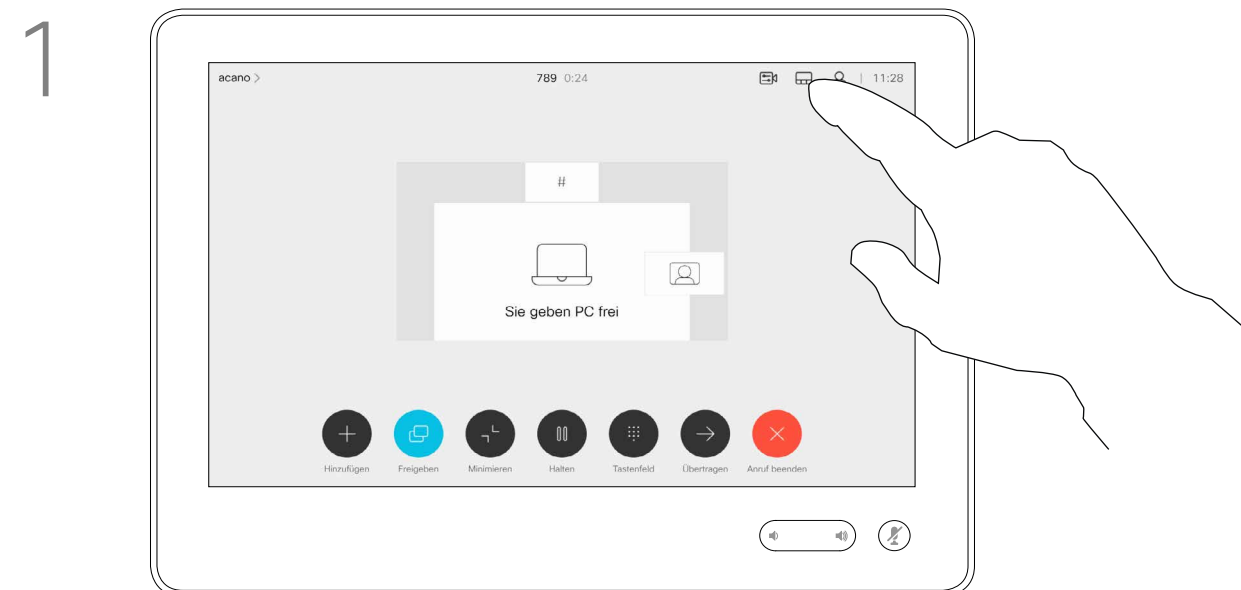 1
acano >
789 0:24
| 11:28
#
Sie geben PC frei
Hinzufügen Freigeben Minimieren Halten Tastenfeld Übertragen Anruf beenden